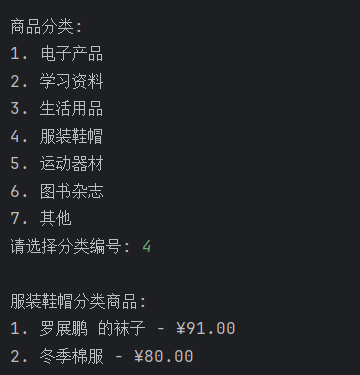 商品分类:
1. 电子产品
2. 学习资料
3. 生活用品
4. 服装鞋帽
5. 运动器材
6. 图书杂志
7. 其他
请选择分类编号: 4
服装鞋帽分类商品:
1. 罗展鹏 的袜子 - ¥91.00
2. 冬季棉服 - ¥80.00